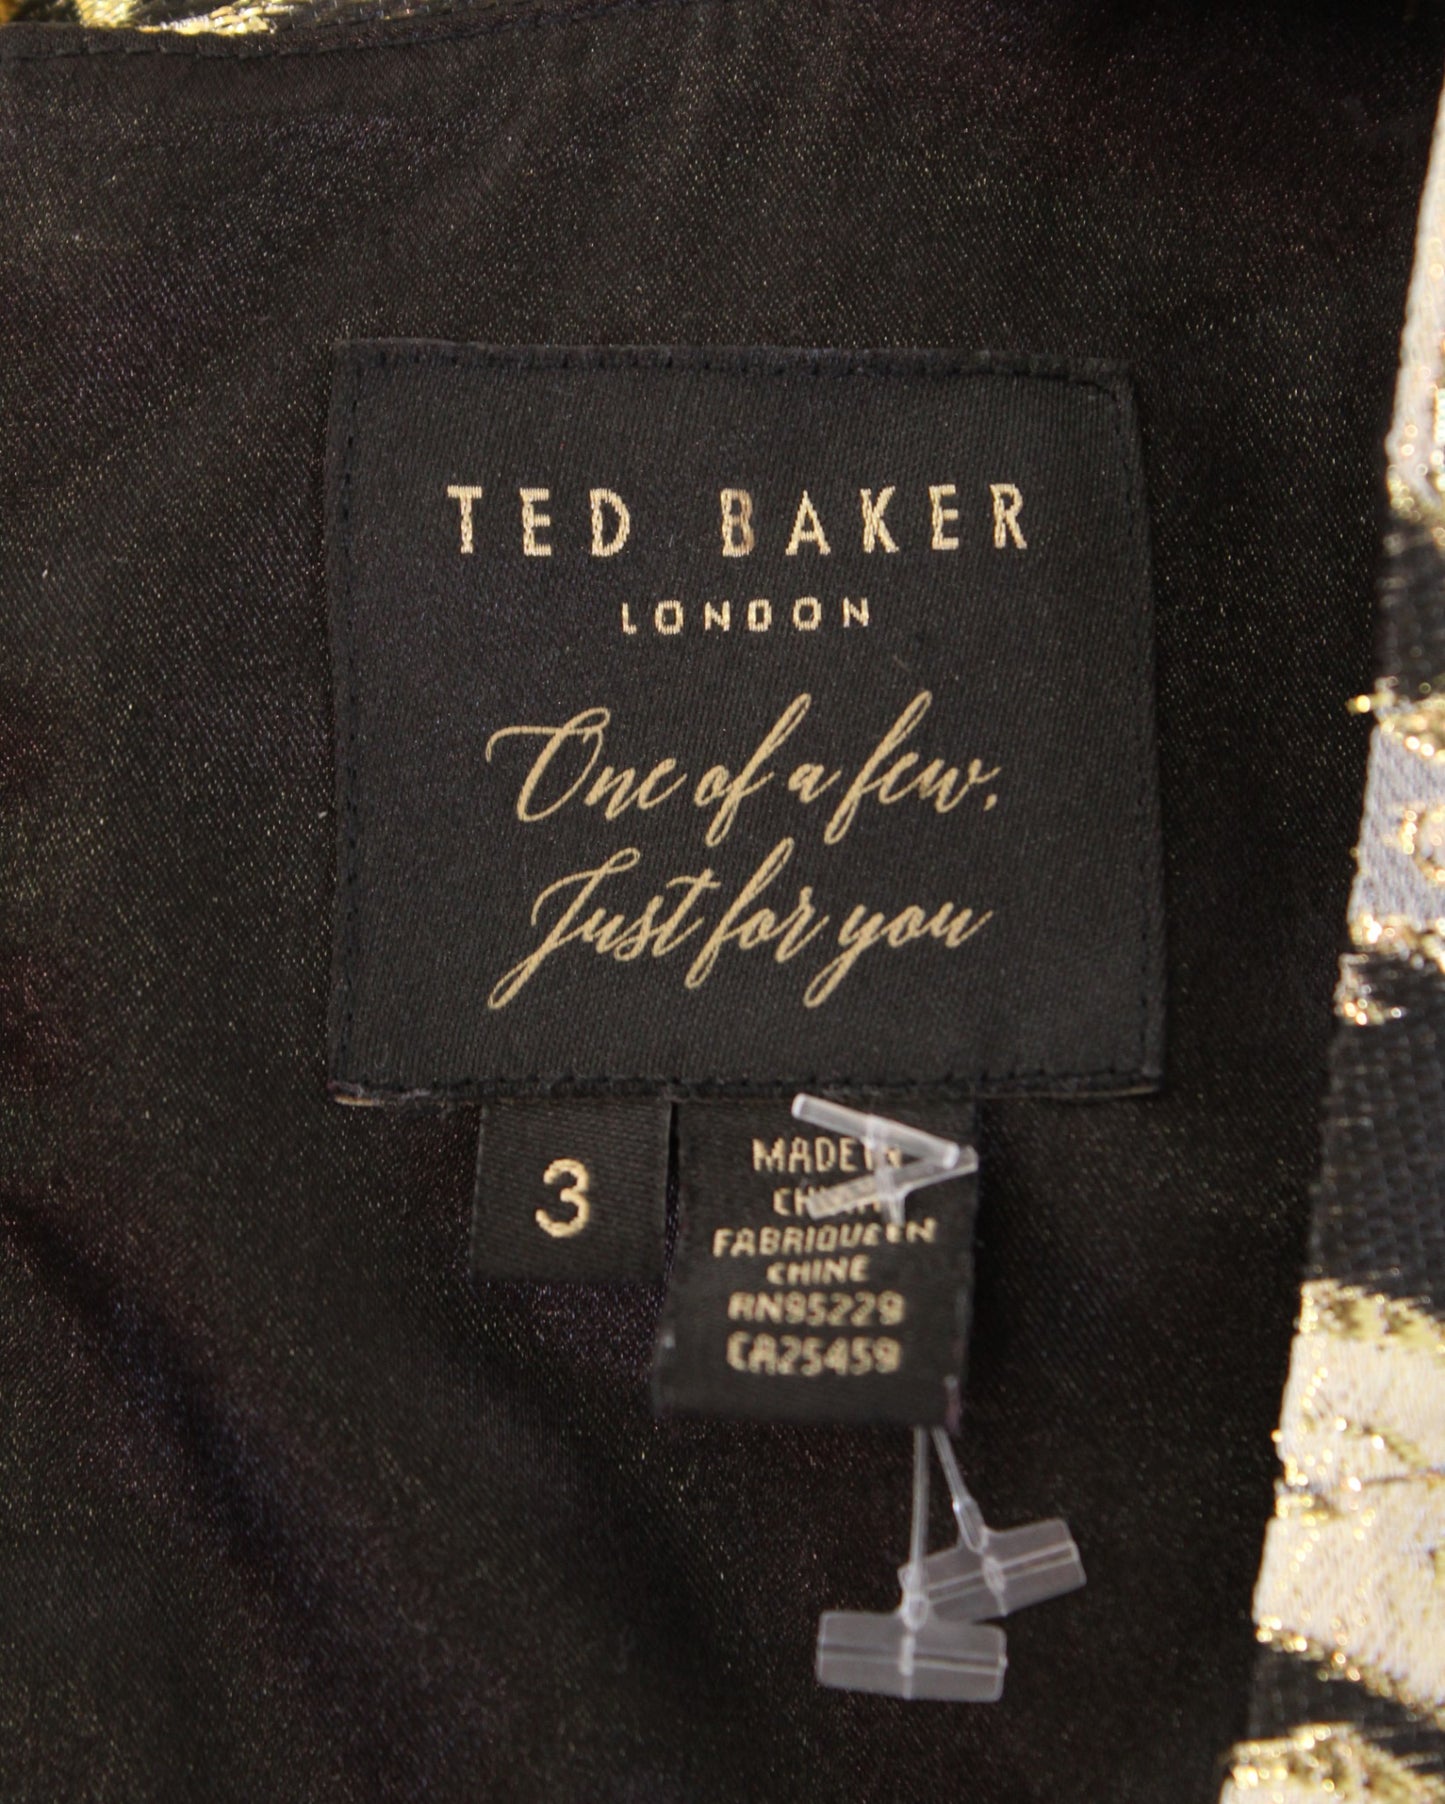 TED BAKER
LONDON
One of a few,
Just for you
3
MADE IN
CHINA
FABRIQUE EN
CHINE
RN95229
CA25459